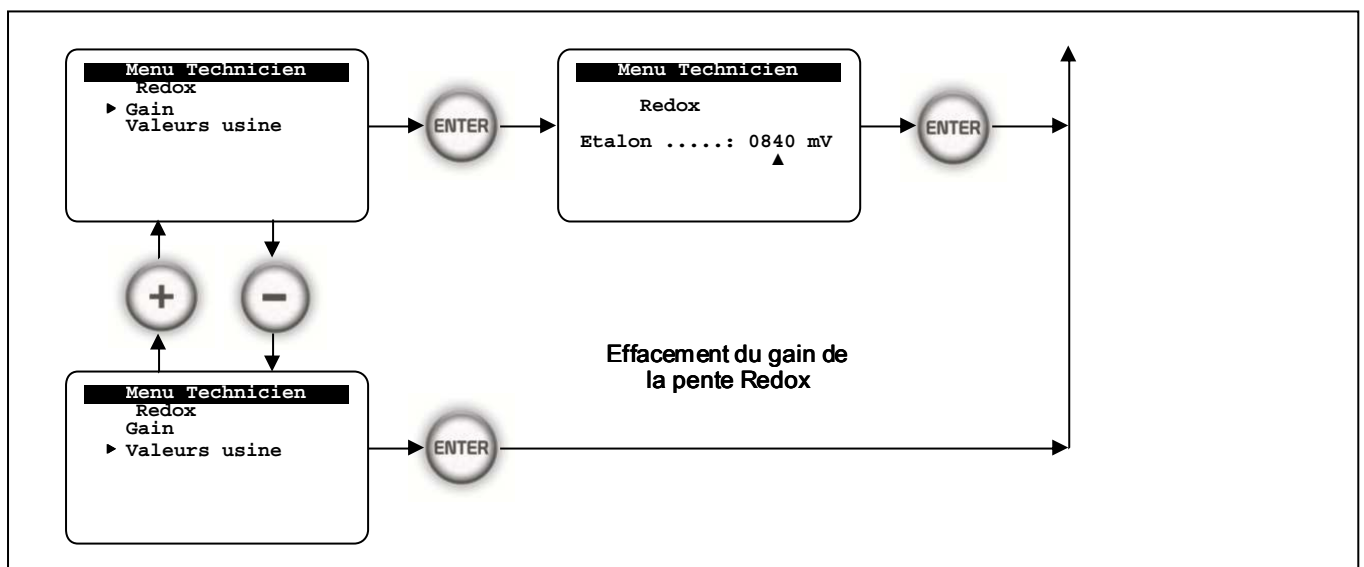 Menu Technicien
Redox
▶ Gain
Valeurs usine
ENTER
Menu Technicien
Redox
Etalon .....: 0840 mV
▲
ENTER
+
-
Effacement du gain de
la pente Redox
Menu Technicien
Redox
Gain
▶ Valeurs usine
ENTER